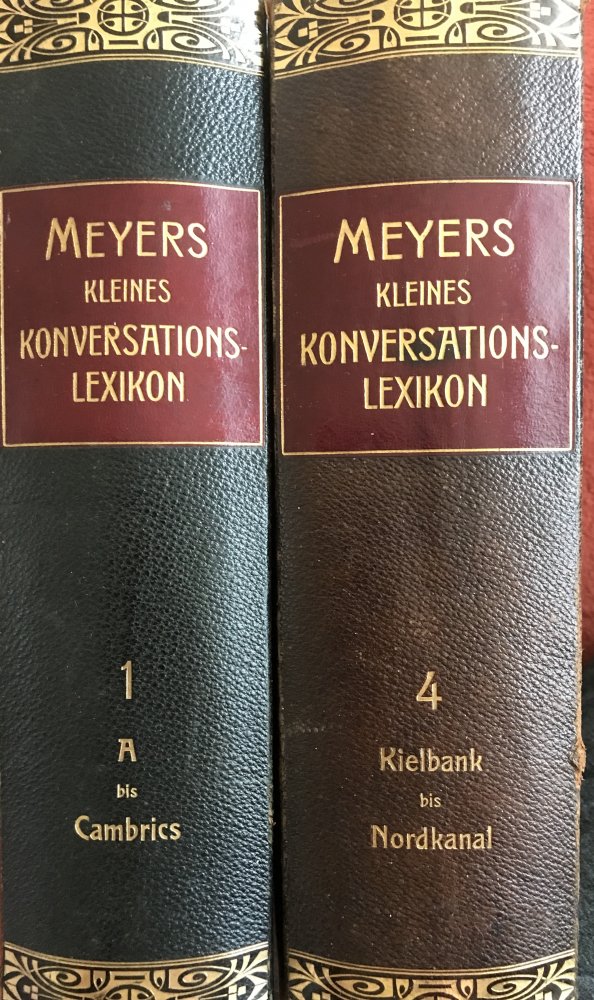 MEYERS
KLEINES
KONVERSATIONS-
LEXIKON
1
A
bis
Cambrics
MEYERS
KLEINES
KONVERSATIONS-
LEXIKON
4
Kielbank
bis
Nordkanal